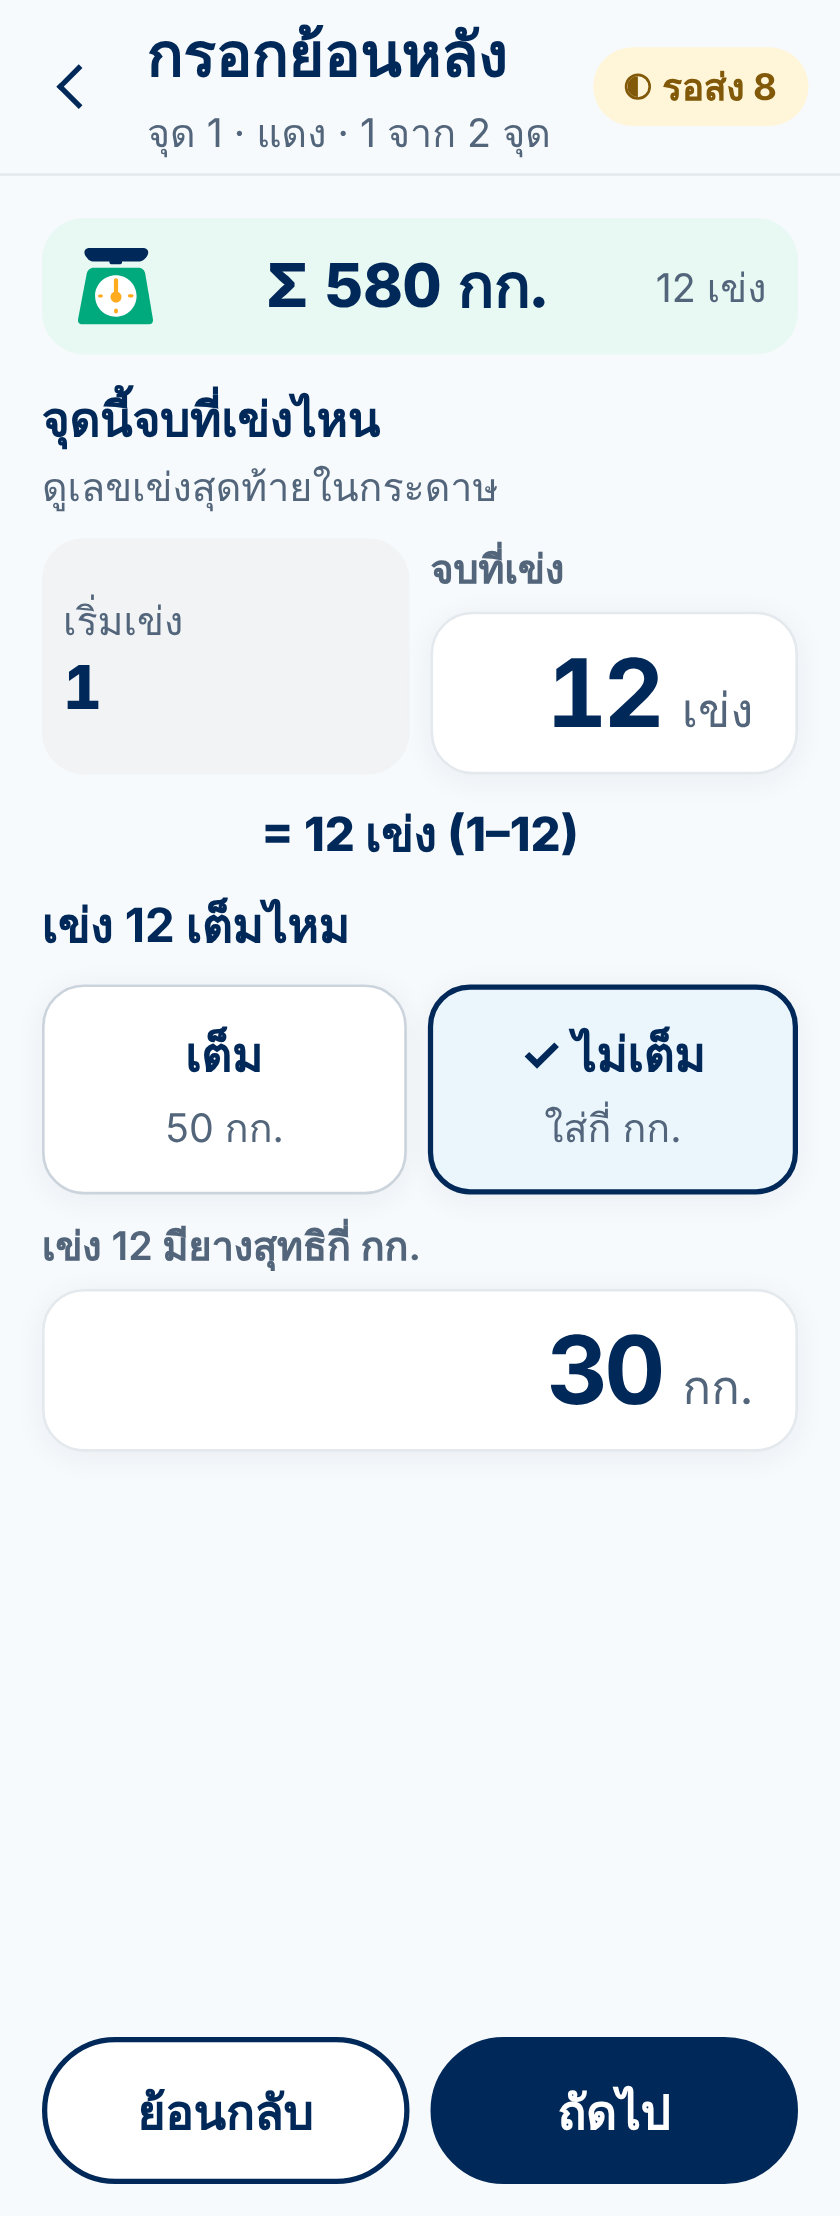 กรอกย้อนหลัง
จุด 1 · แดง · 1 จาก 2 จุด
รอส่ง 8
Σ 580 กก.
12 เข่ง
จุดนี้จบที่เข่งไหน
ดูเลขเข่งสุดท้ายในกระดาษ
เริ่มเข่ง
1
จบที่เข่ง
12 เข่ง
= 12 เข่ง (1–12)
เข่ง 12 เต็มไหม
เต็ม
50 กก.
✓ ไม่เต็ม
ใส่กี่ กก.
เข่ง 12 มียางสุทธิกี่ กก.
30 กก.
ย้อนกลับ
ถัดไป